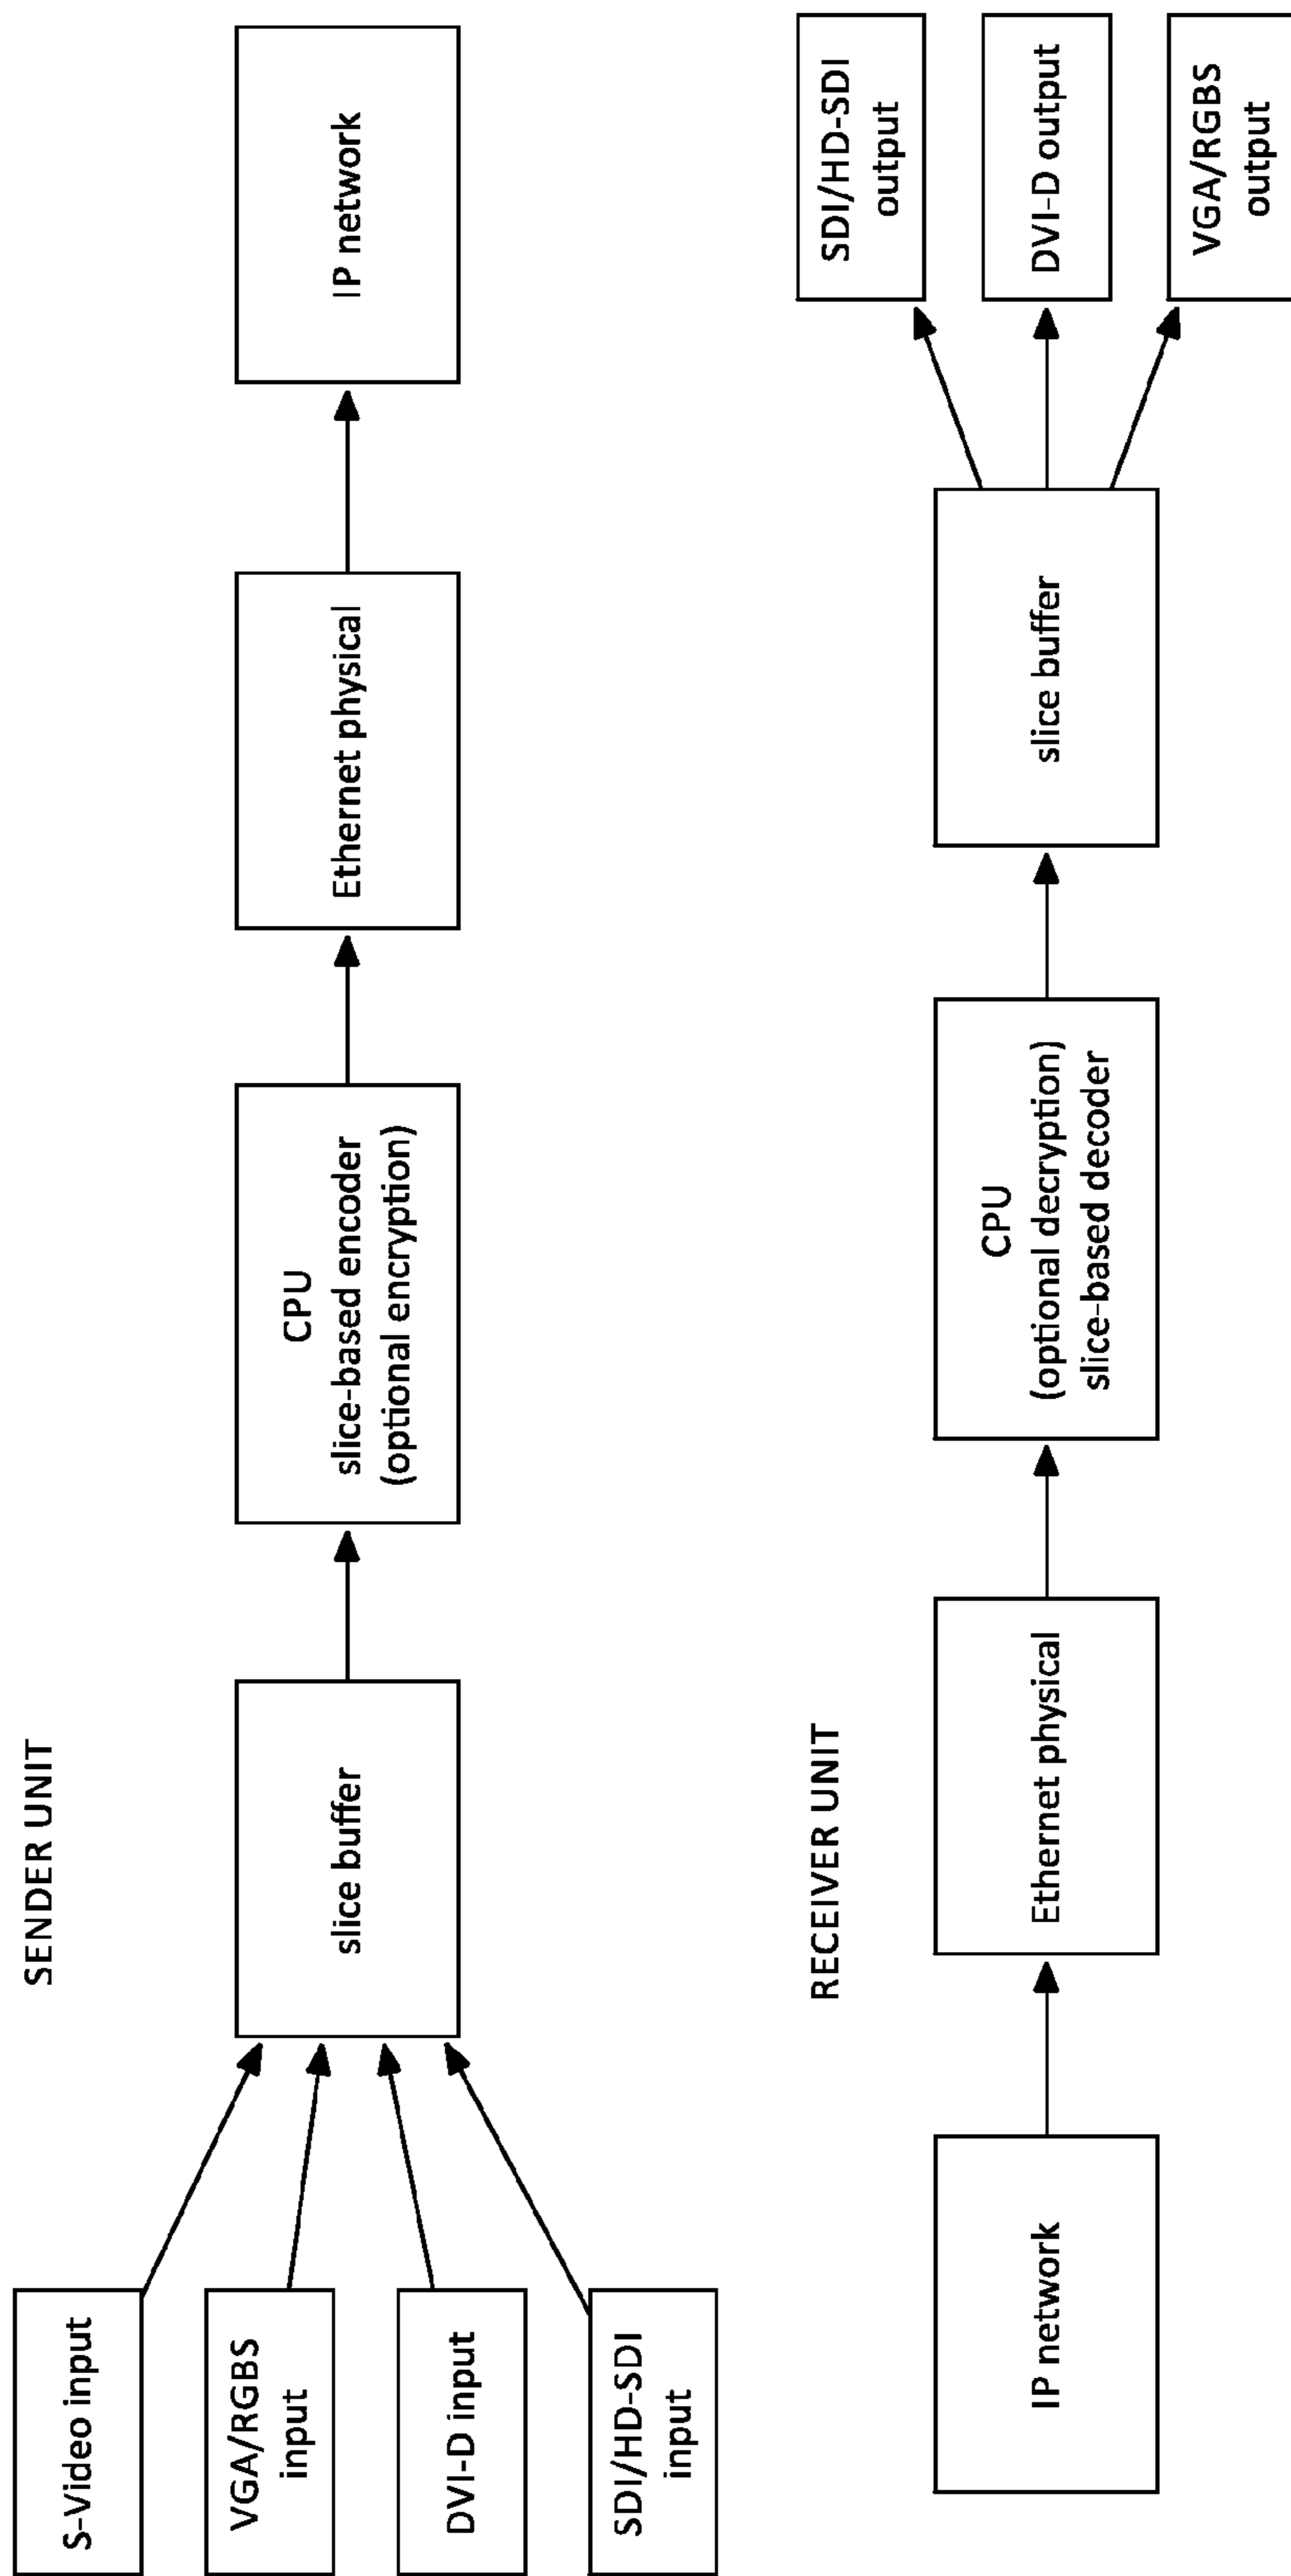 SENDER UNIT
S-Video input
VGA/RGBS
input
DVI-D input
SDI/HD-SDI
input
slice buffer
CPU
slice-based encoder
(optional encryption)
Ethernet physical
IP network
RECEIVER UNIT
IP network
Ethernet physical
CPU
(optional decryption)
slice-based decoder
slice buffer
SDI/HD-SDI
output
DVI-D output
VGA/RGBS
output